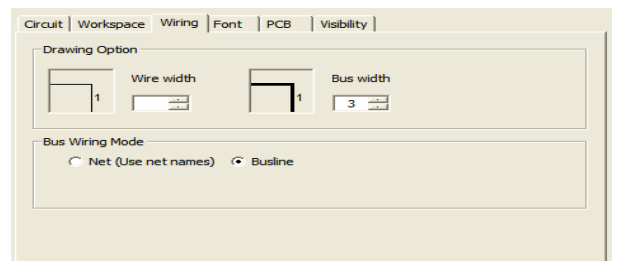 Circuit Workspace Wiring Font PCB Visibility
Drawing Option
Wire width Bus width
1 1 3
Bus Wiring Mode
Net (Use net names) Busline